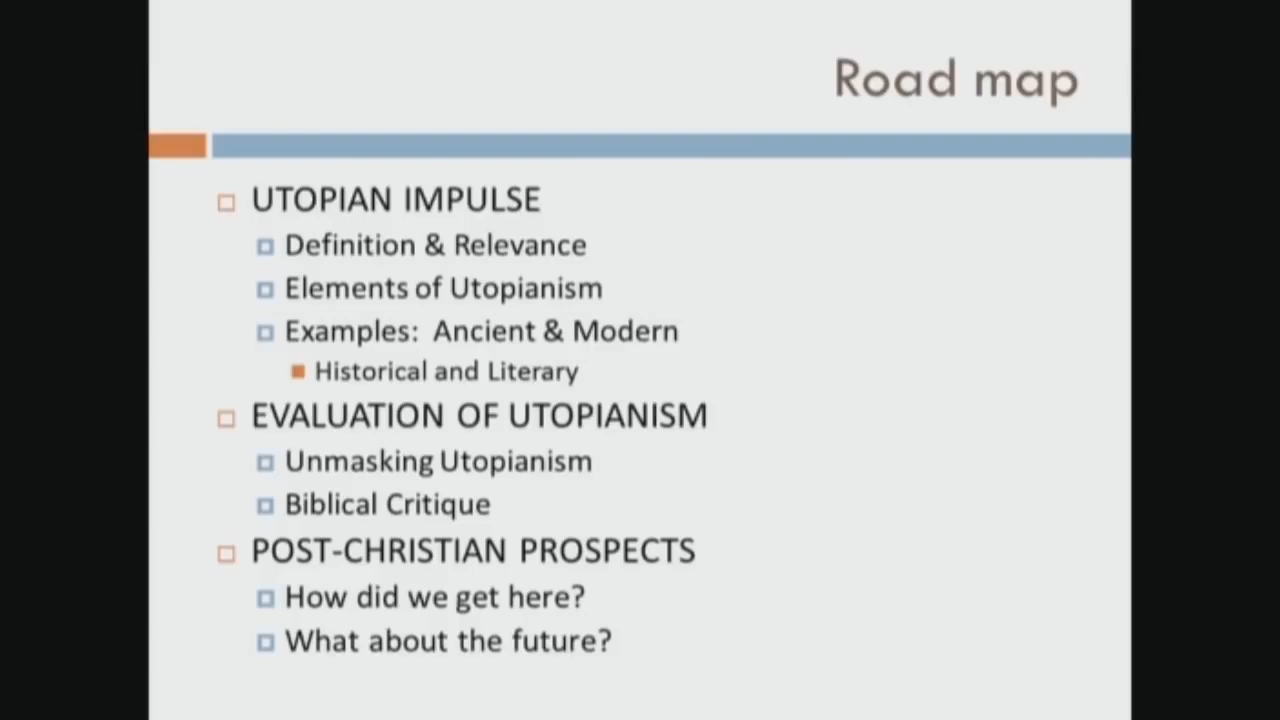 Road map
UTOPIAN IMPULSE
Definition & Relevance
Elements of Utopianism
Examples: Ancient & Modern
Historical and Literary
EVALUATION OF UTOPIANISM
Unmasking Utopianism
Biblical Critique
POST-CHRISTIAN PROSPECTS
How did we get here?
What about the future?